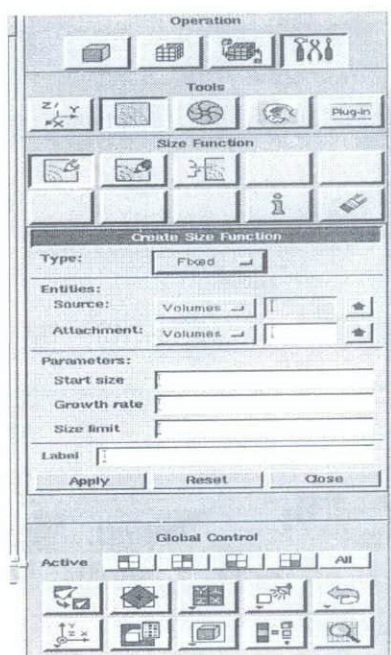 Operation
Tools
Z Y X Plug-in
Size Function
i
Create Size Function
Type: Fixed
Entities:
Source: Volumes
Attachment: Volumes
Parameters:
Start size
Growth rate
Size limit
Label
Apply Reset Close
Global Control
Active All